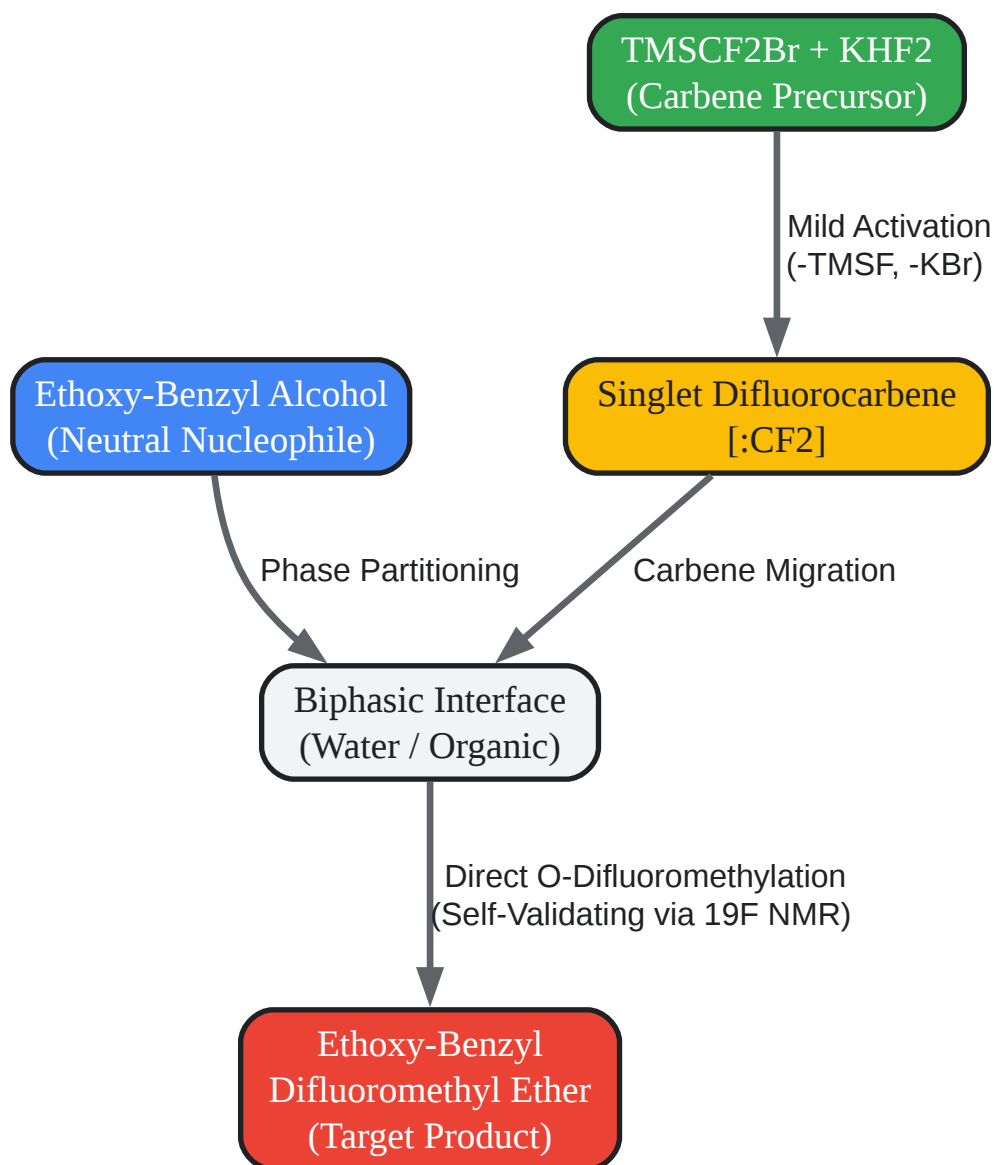 TMSCF2Br + KHF2
(Carbene Precursor)
Mild Activation
(-TMSF, -KBr)
Ethoxy-Benzyl Alcohol
(Neutral Nucleophile)
Singlet Difluorocarbene
[:CF2]
Phase Partitioning
Carbene Migration
Biphasic Interface
(Water / Organic)
Direct O-Difluoromethylation
(Self-Validating via 19F NMR)
Ethoxy-Benzyl
Difluoromethyl Ether
(Target Product)